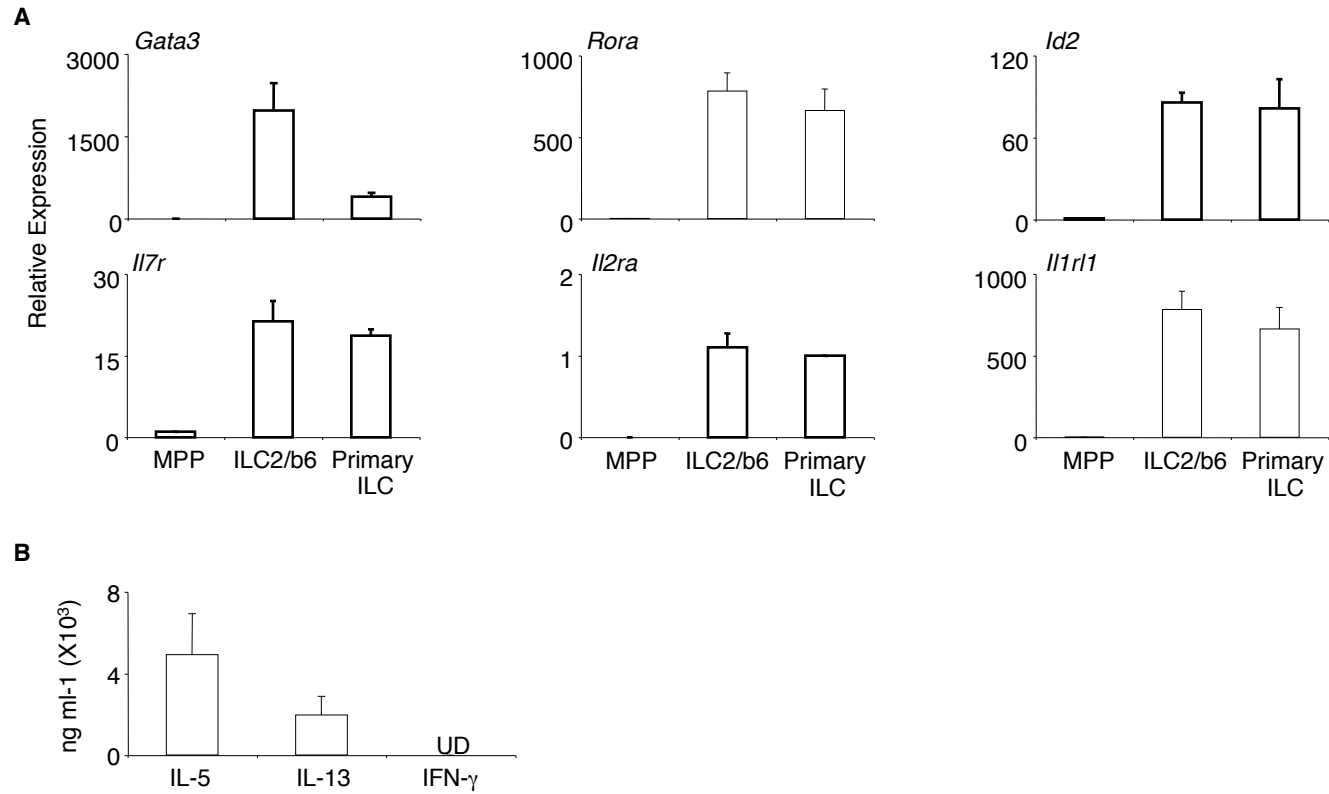 A
Gata3
Rora
Id2
Relative Expression
3000
1500
0
1000
500
0
120
60
0
Il7r
Il2ra
Il1rl1
30
15
0
2
1
0
1000
500
0
MPP ILC2/b6 Primary ILC
MPP ILC2/b6 Primary ILC
MPP ILC2/b6 Primary ILC
B
ng ml-1 (X10³)
8
4
0
UD
IL-5 IL-13 IFN-γ